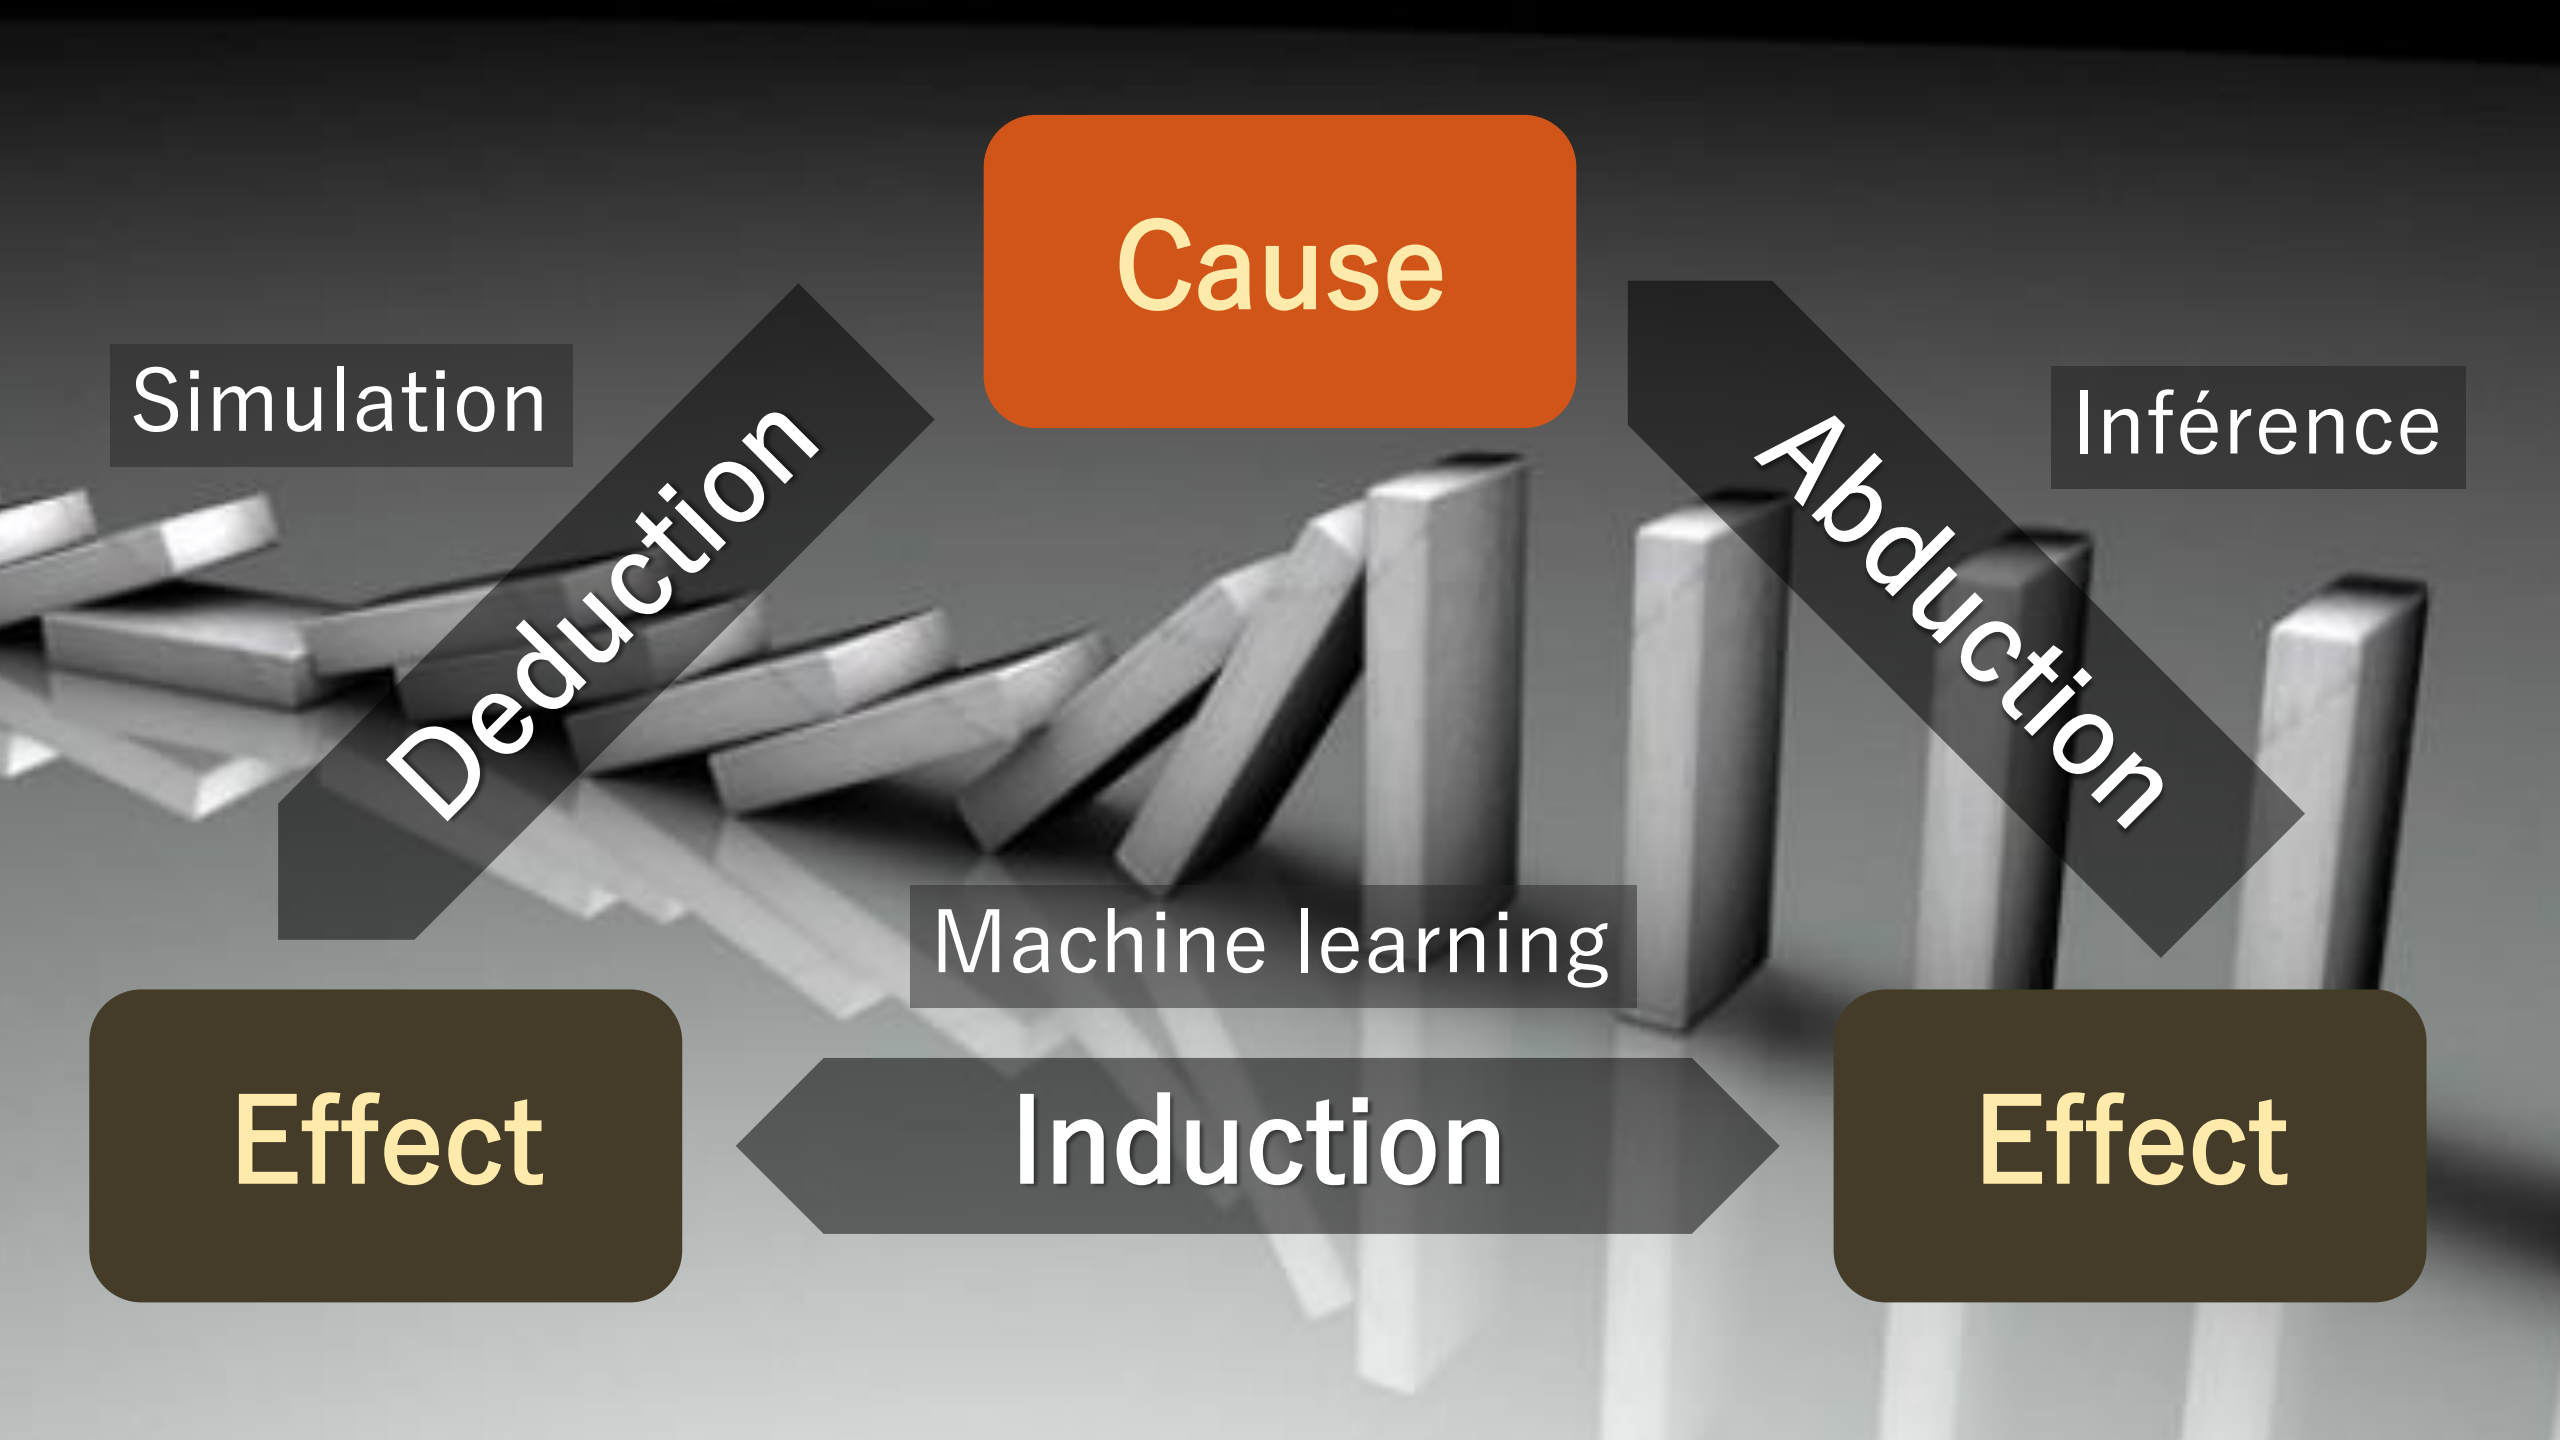 Cause
Simulation
Inférence
Deduction
Abduction
Machine learning
Induction
Effect
Effect